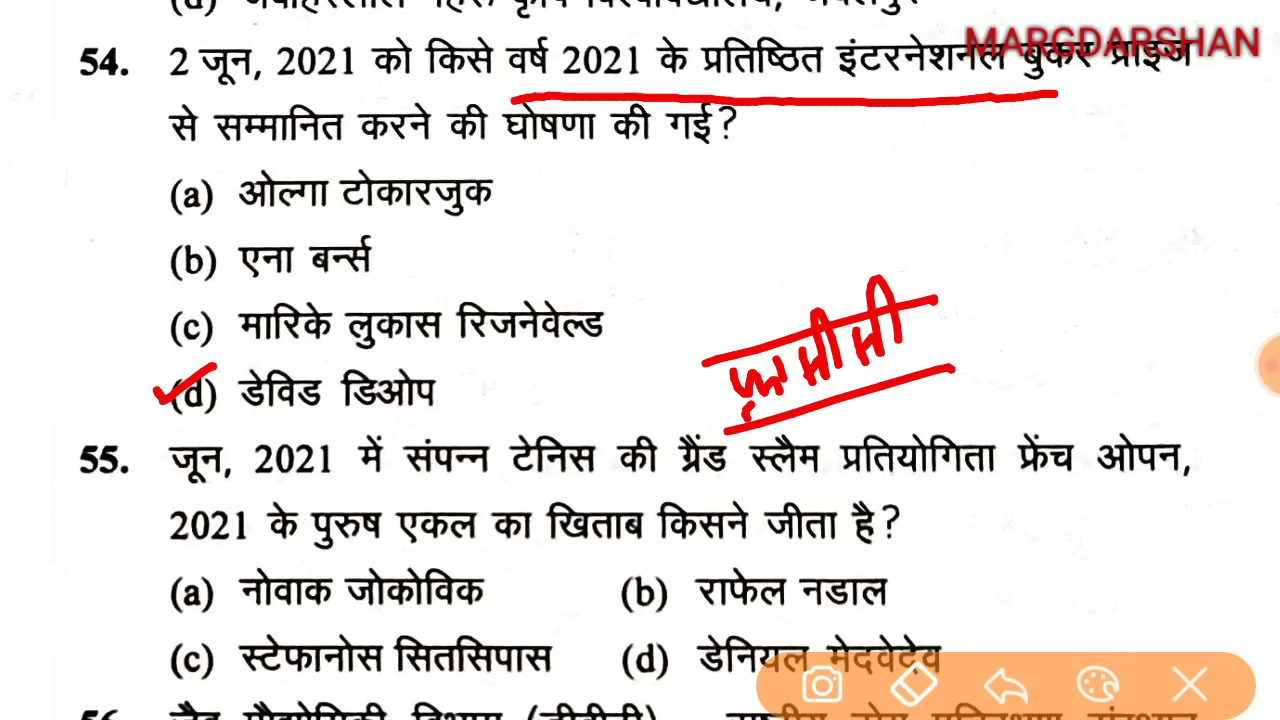 MARGDARSHAN
54. 2 जून, 2021 को किसे वर्ष 2021 के प्रतिष्ठित इंटरनेशनल बुकर प्राइज
से सम्मानित करने की घोषणा की गई?
(a) ओल्गा टोकारजुक
(b) एना बर्न्स
(c) मारिके लुकास रिजनेवेल्ड
(d) डेविड डिओप
55. जून, 2021 में संपन्न टेनिस की ग्रैंड स्लैम प्रतियोगिता फ्रेंच ओपन,
2021 के पुरुष एकल का खिताब किसने जीता है?
(a) नोवाक जोकोविक (b) राफेल नडाल
(c) स्टेफानोस सितसिपास (d) डेनियल मेदवेदेव